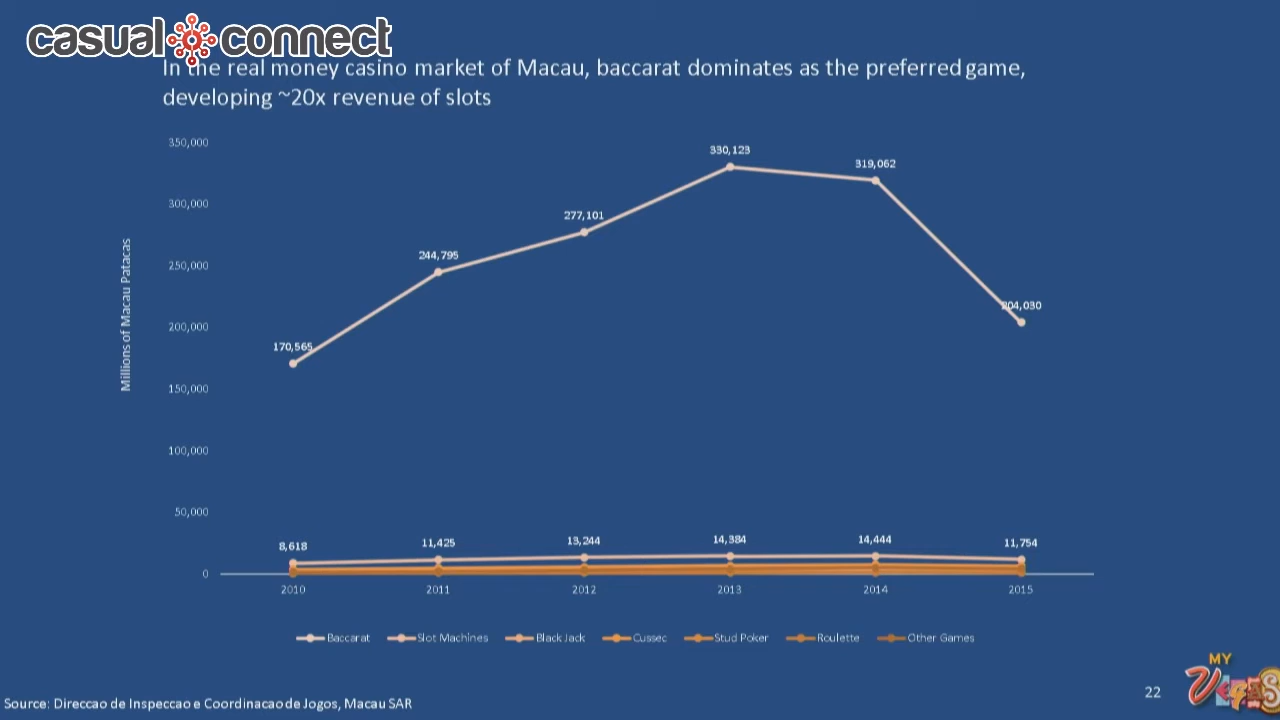 casual connect
In the real money casino market of Macau, baccarat dominates as the preferred game,
developing ~20x revenue of slots
Millions of Macau Patacas
350,000
300,000
250,000
200,000
150,000
100,000
50,000
0
170,565
244,795
277,101
330,123
319,062
204,030
8,618
11,425
13,244
14,384
14,444
11,754
2010
2011
2012
2013
2014
2015
Baccarat
Slot Machines
Black Jack
Cussec
Stud Poker
Roulette
Other Games
Source: Direccao de Inspeccao e Coordinacao de Jogos, Macau SAR
22
MY
VEGAS